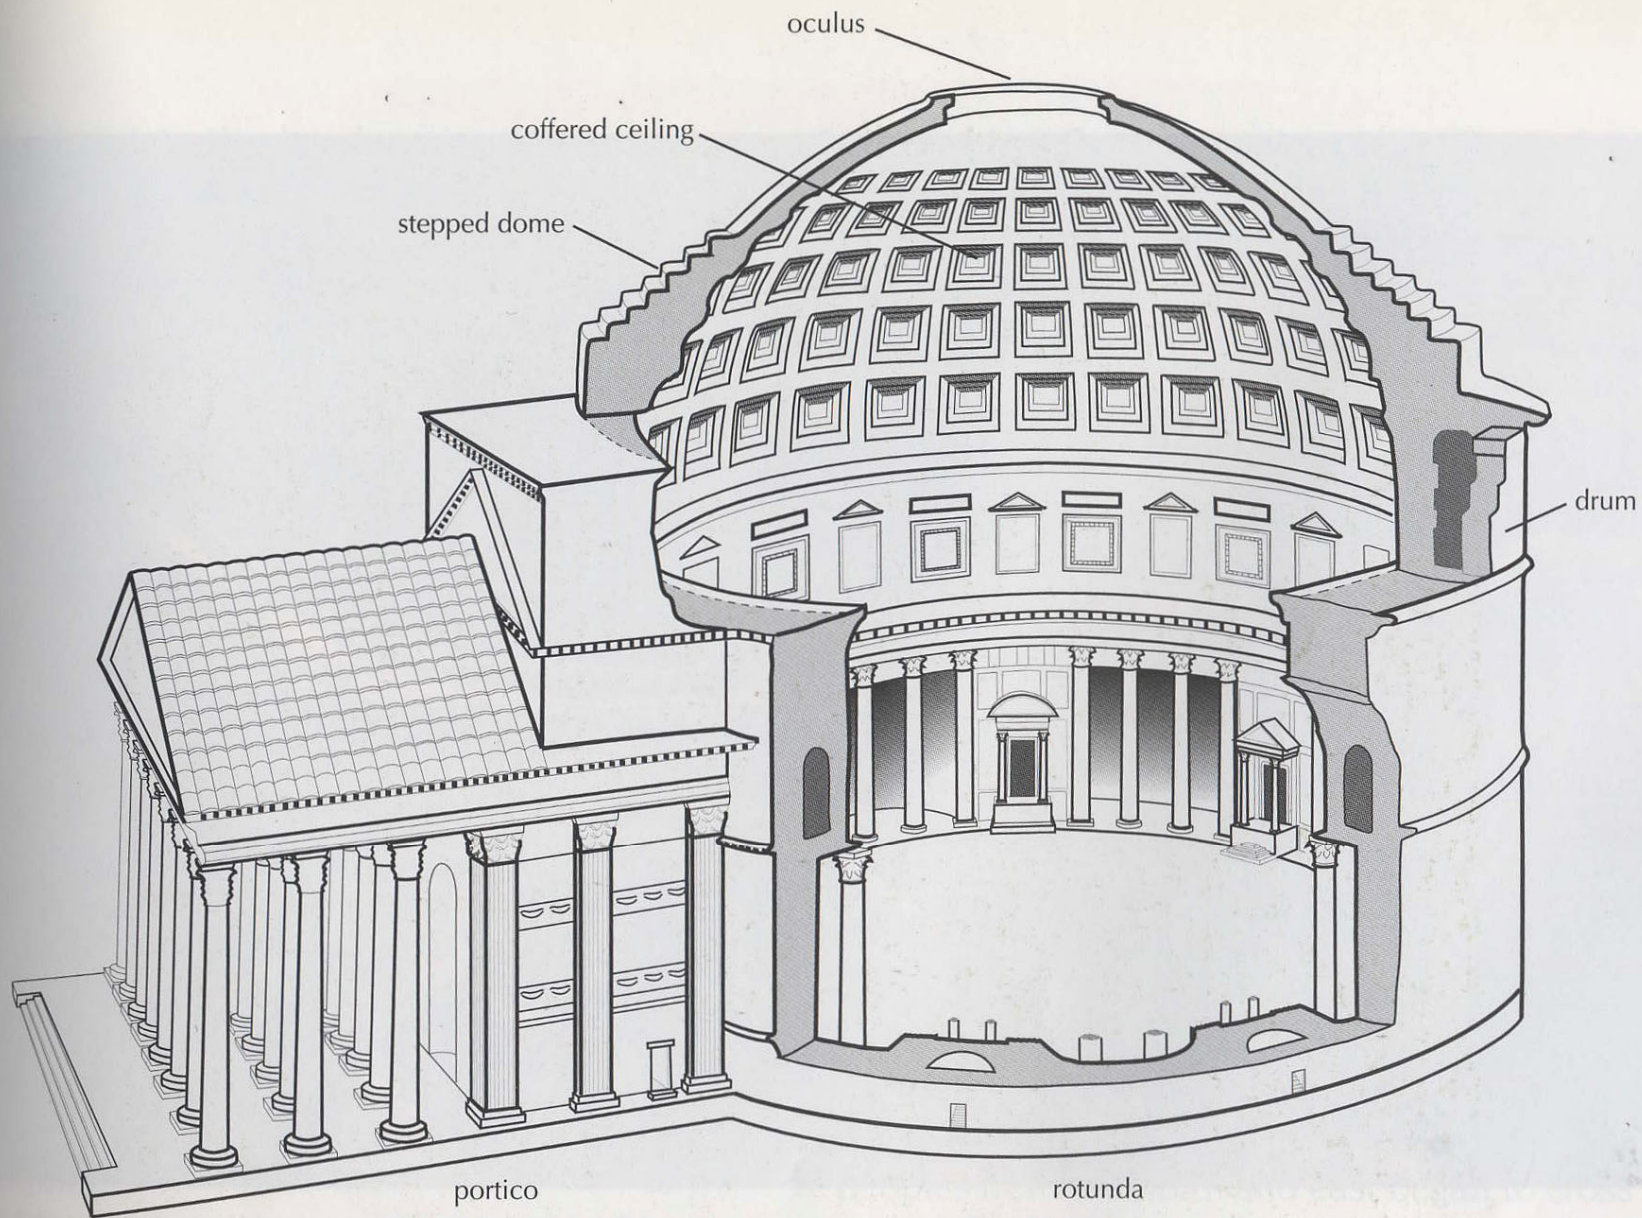 oculus
coffered ceiling
stepped dome
drum
portico
rotunda